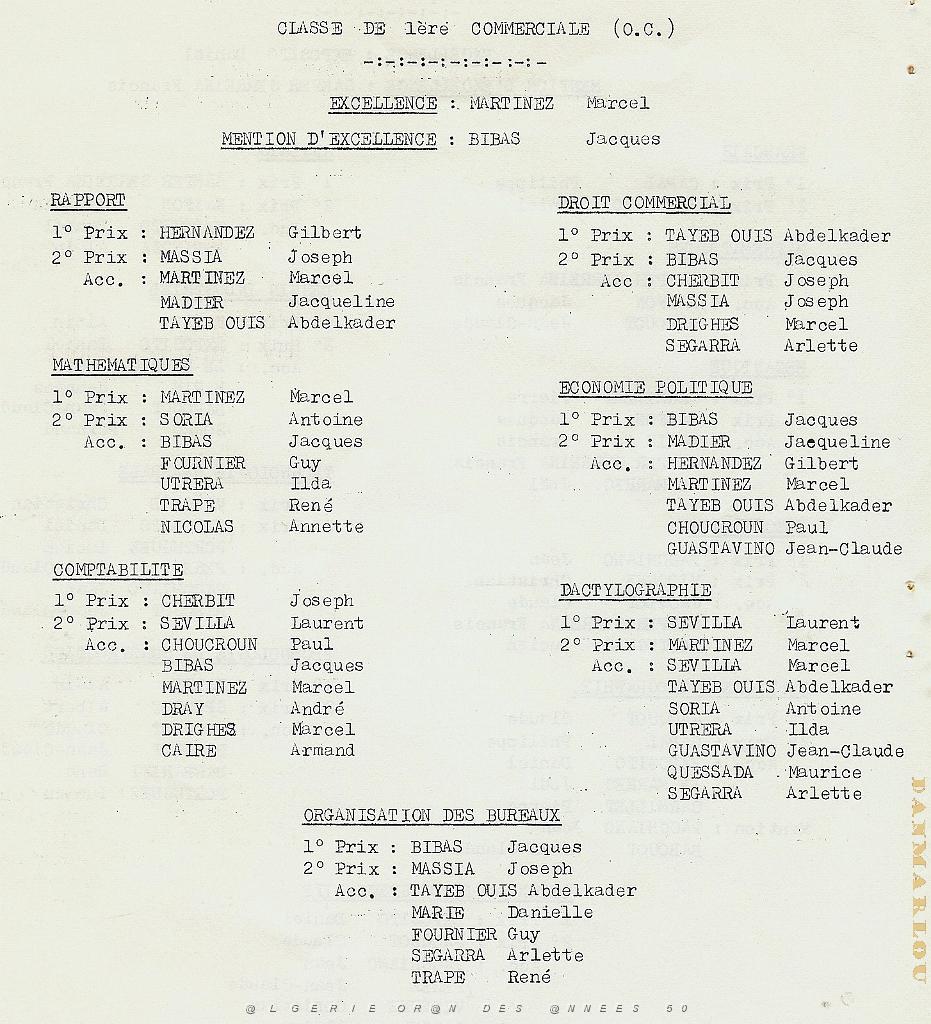 CLASSE DE 1ère COMMERCIALE (O.C.)
-:-:-:-:-:-:-:-:-
EXCELLENCE : MARTINEZ Marcel
MENTION D'EXCELLENCE : BIBAS Jacques
RAPPORT
1° Prix : HERNANDEZ Gilbert
2° Prix : MASSIA Joseph
Acc. : MARTINEZ Marcel
MADIER Jacqueline
TAYEB OUIS Abdelkader
MATHEMATIQUES
1° Prix : MARTINEZ Marcel
2° Prix : SORIA Antoine
Acc. : BIBAS Jacques
FOURNIER Guy
UTRERA Ilda
TRAPE René
NICOLAS Annette
COMPTABILITE
1° Prix : CHERBIT Joseph
2° Prix : SEVILLA Laurent
Acc. : CHOUCROUN Paul
BIBAS Jacques
MARTINEZ Marcel
DRAY André
DRIGHES Marcel
CAIRE Armand
DROIT COMMERCIAL
1° Prix : TAYEB OUIS Abdelkader
2° Prix : BIBAS Jacques
Acc : CHERBIT Joseph
MASSIA Joseph
DRIGHES Marcel
SEGARRA Arlette
ECONOMIE POLITIQUE
1° Prix : BIBAS Jacques
2° Prix : MADIER Jacqueline
Acc. : HERNANDEZ Gilbert
MARTINEZ Marcel
TAYEB OUIS Abdelkader
CHOUCROUN Paul
GUASTAVINO Jean-Claude
DACTYLOGRAPHIE
1° Prix : SEVILLA Laurent
2° Prix : MARTINEZ Marcel
Acc. : SEVILLA Marcel
TAYEB OUIS Abdelkader
SORIA Antoine
UTRERA Ilda
GUASTAVINO Jean-Claude
QUESSADA Maurice
SEGARRA Arlette
ORGANISATION DES BUREAUX
1° Prix : BIBAS Jacques
2° Prix : MASSIA Joseph
Acc. : TAYEB OUIS Abdelkader
MARIE Danielle
FOURNIER Guy
SEGARRA Arlette
TRAPE René
DANMARLOU
@LGERIE OR@N DES @NNEES 50